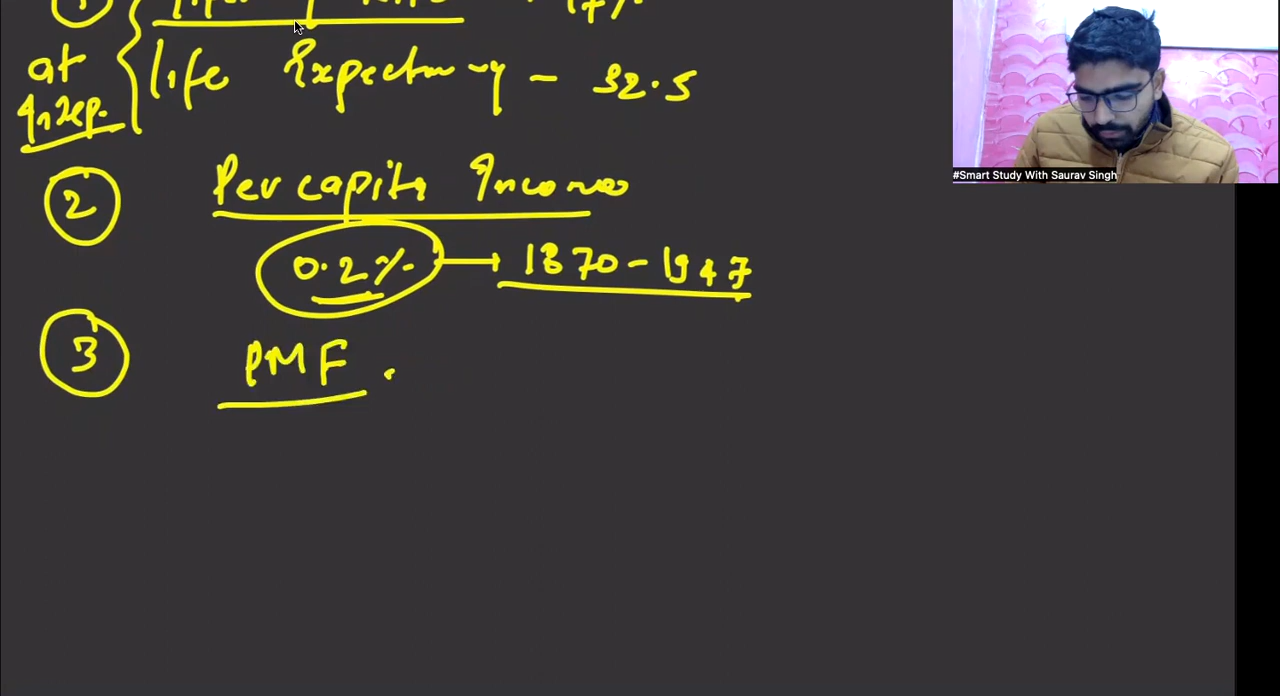 1
at
Indep.
Life Expectancy - 32.5
2
Per capita Income
0.2% → 1870-1947
3
PMF.
#Smart Study With Saurav Singh